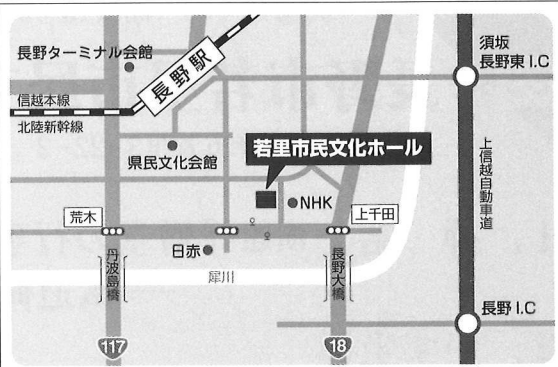 長野ターミナル会館
長野駅
須坂
長野東I.C
信越本線
北陸新幹線
県民文化会館
若里市民文化ホール
上信越自動車道
NHK
荒木
上千田
日赤
丹波島橋
犀川
長野大橋
長野I.C
117
18